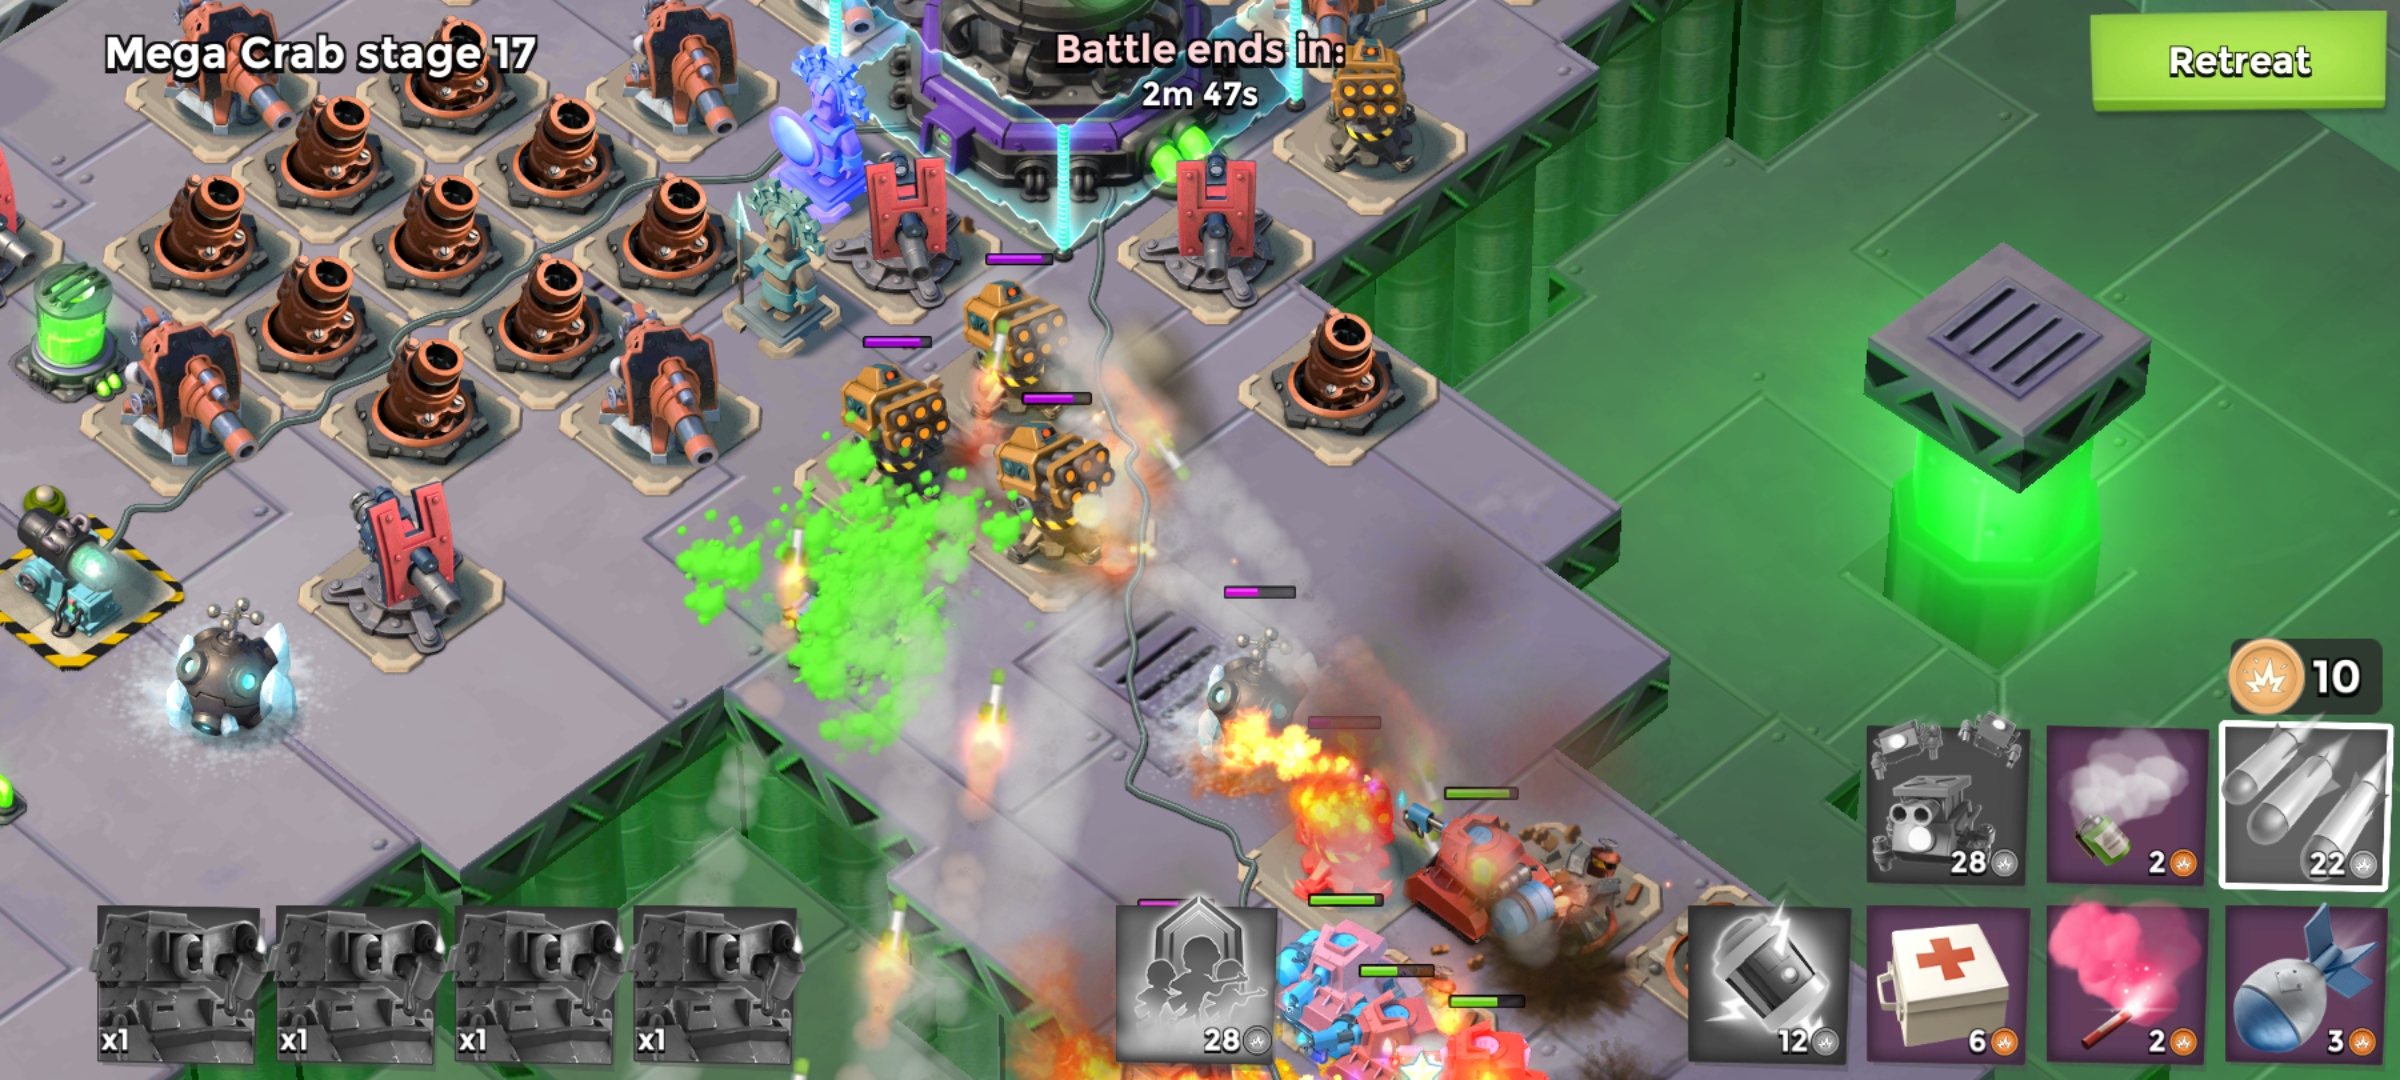 Mega Crab stage 17
Battle ends in:
2m 47s
Retreat
10
28
2
22
x1
x1
x1
x1
28
12
6
2
3